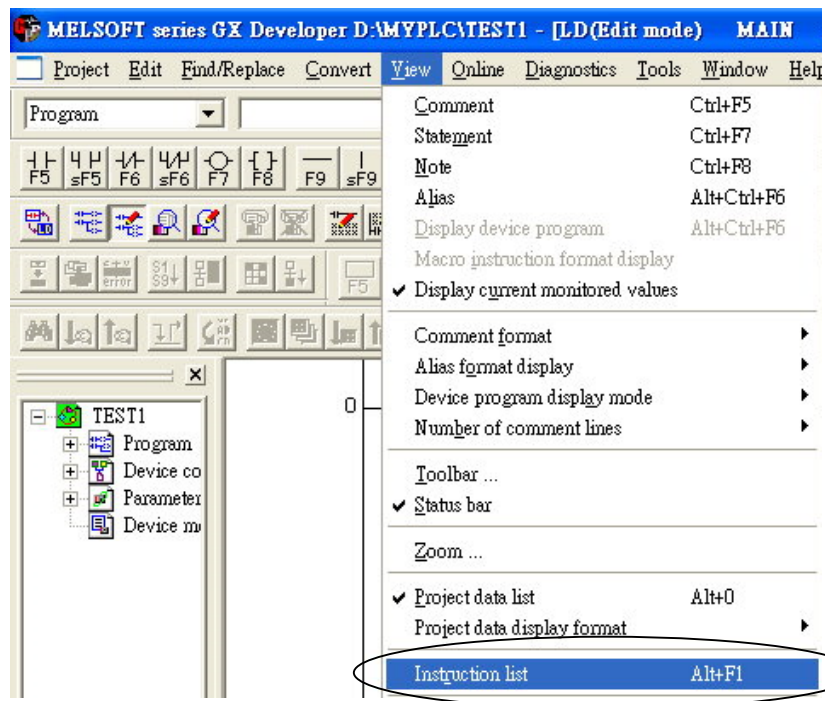 MELSOFT series GX Developer D:\MYPLC\TEST1 - [LD(Edit mode) MAIN
Project Edit Find/Replace Convert View Online Diagnostics Tools Window Help
Program
F5 sF5 F6 sF6 F7 F8 F9 sF9
LD
error S1 S9 F5
Comment Ctrl+F5
Statement Ctrl+F7
Note Ctrl+F8
Alias Alt+Ctrl+F6
Display device program Alt+Ctrl+F6
Macro instruction format display
Display current monitored values
Comment format
Alias format display
Device program display mode
Number of comment lines
Toolbar ...
Status bar
Zoom ...
Project data list Alt+0
Project data display format
Instruction list Alt+F1
TEST1
Program
Device co
Parameter
Device m
0